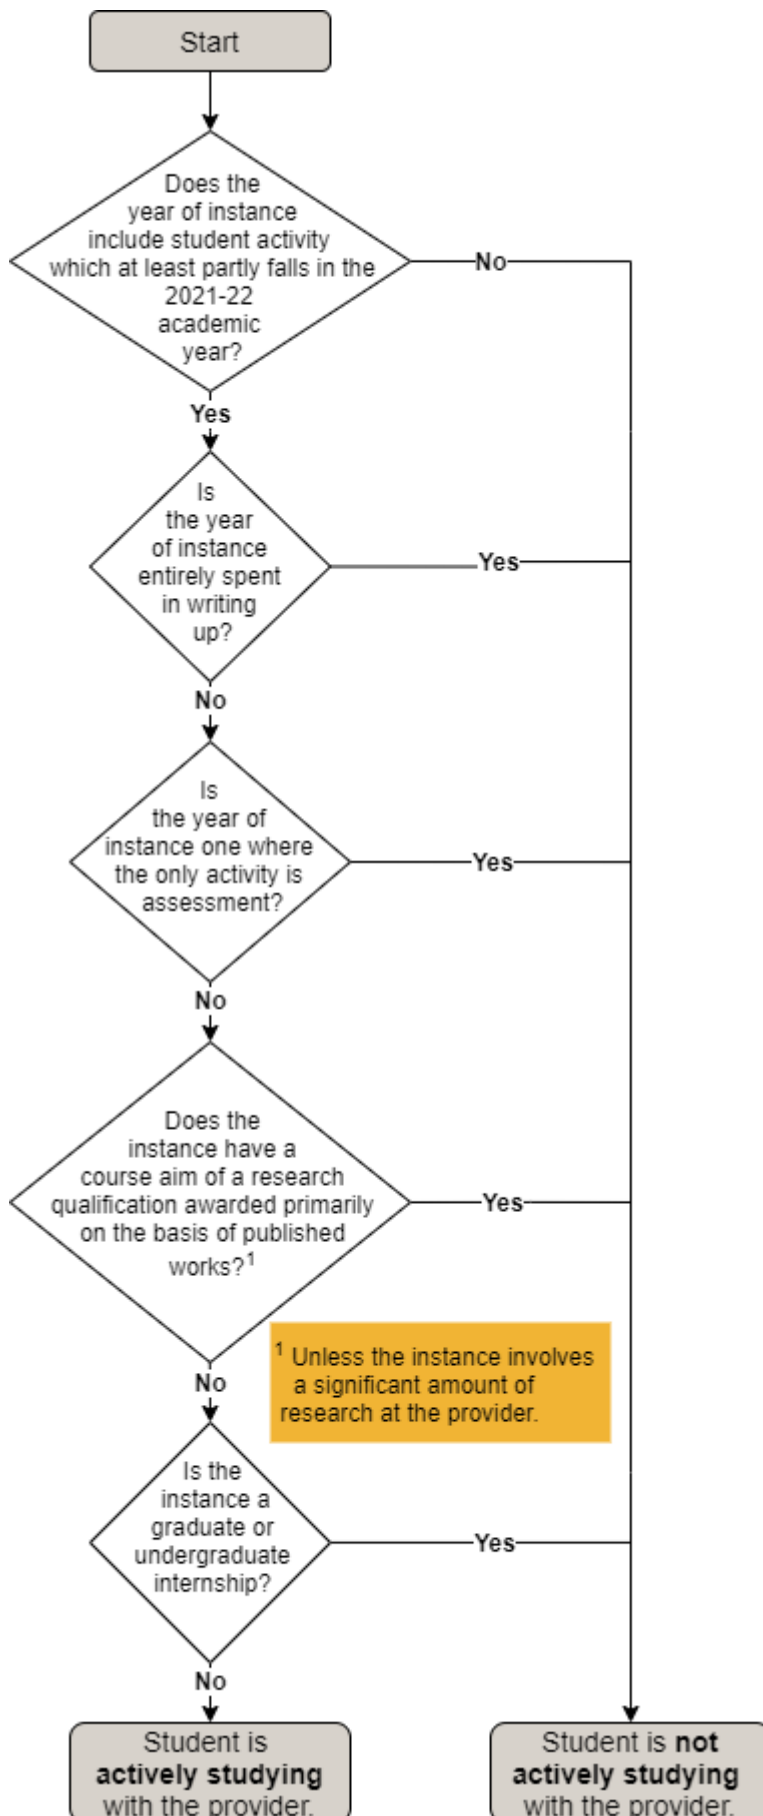 Start
Does the
year of instance
include student activity
which at least partly falls in the
2021-22
academic
year?
No
Yes
Is
the year
of instance
entirely spent
in writing
up?
Yes
No
Is
the year of
instance one where
the only activity is
assessment?
Yes
No
Does the
instance have a
course aim of a research
qualification awarded primarily
on the basis of published
works?¹
Yes
¹ Unless the instance involves
a significant amount of
research at the provider.
No
Is the
instance a
graduate or
undergraduate
internship?
Yes
No
Student is
actively studying
with the provider.
Student is not
actively studying
with the provider.